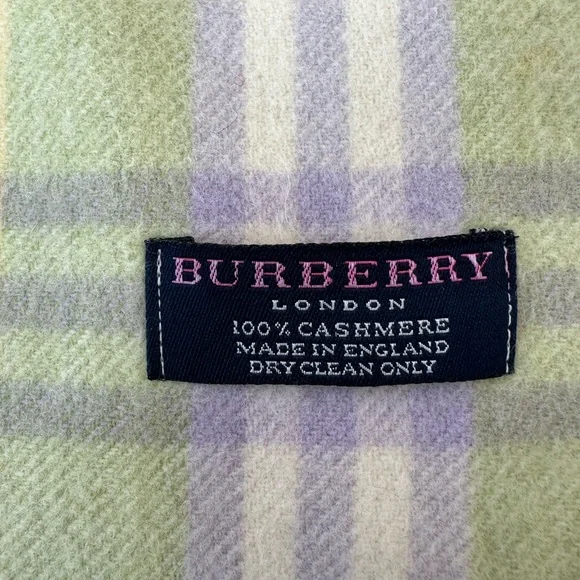 BURBERRY
LONDON
100% CASHMERE
MADE IN ENGLAND
DRY CLEAN ONLY